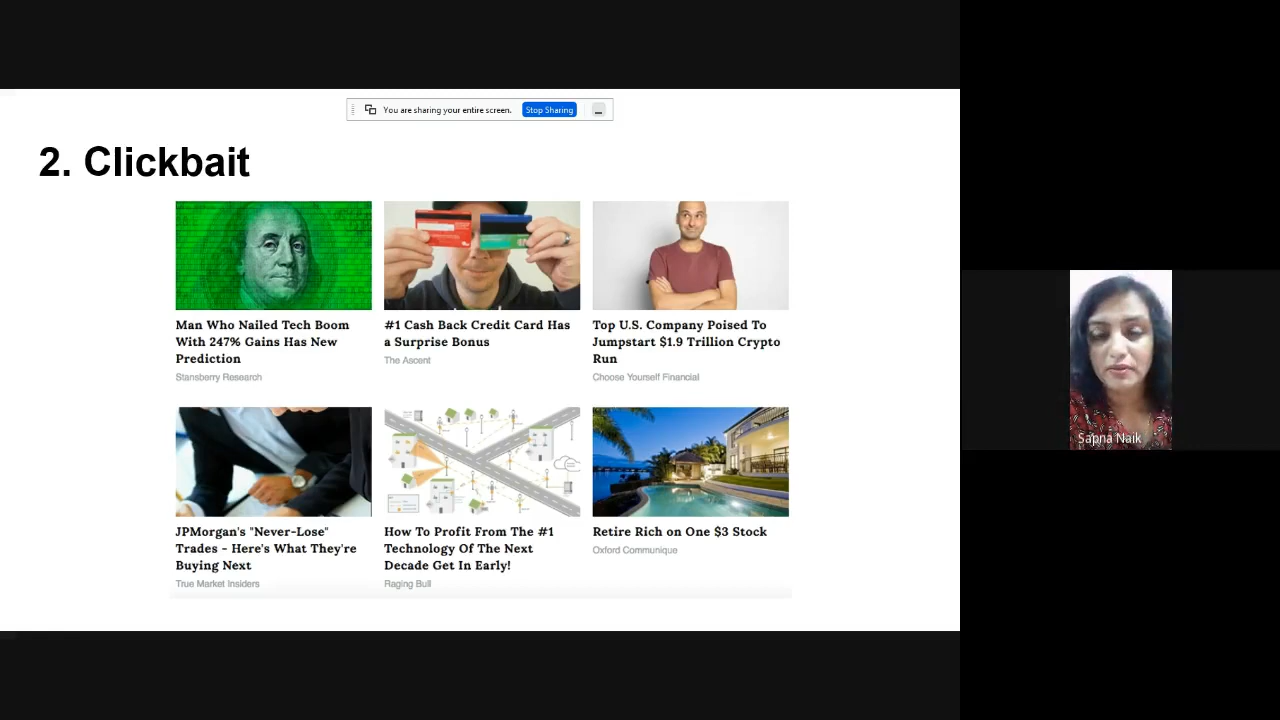 You are sharing your entire screen. Stop Sharing
2. Clickbait
Man Who Nailed Tech Boom
With 247% Gains Has New
Prediction
Stansberry Research
#1 Cash Back Credit Card Has
a Surprise Bonus
The Ascent
Top U.S. Company Poised To
Jumpstart $1.9 Trillion Crypto
Run
Choose Yourself Financial
JPMorgan's "Never-Lose"
Trades - Here's What They're
Buying Next
True Market Insiders
How To Profit From The #1
Technology Of The Next
Decade Get In Early!
Raging Bull
Retire Rich on One $3 Stock
Oxford Communique
Sapna Naik